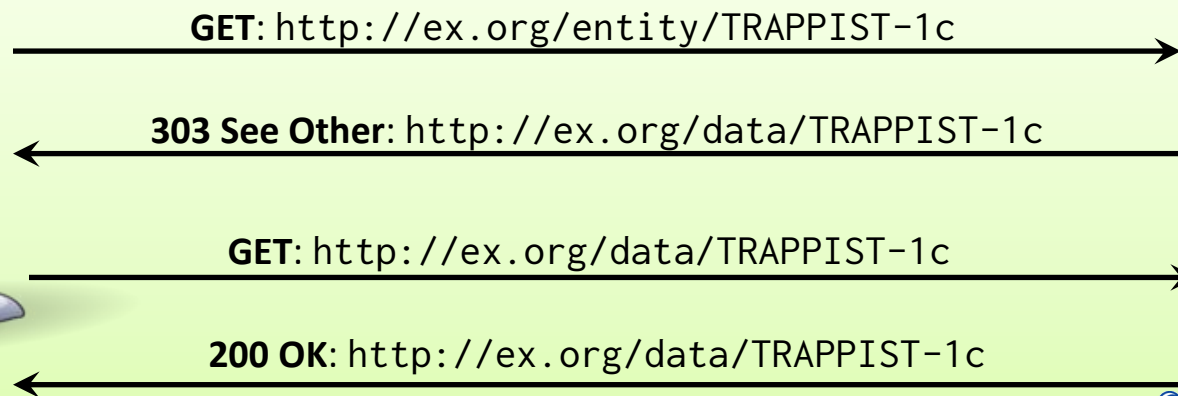 GET: http://ex.org/entity/TRAPPIST-1c
303 See Other: http://ex.org/data/TRAPPIST-1c
GET: http://ex.org/data/TRAPPIST-1c
200 OK: http://ex.org/data/TRAPPIST-1c